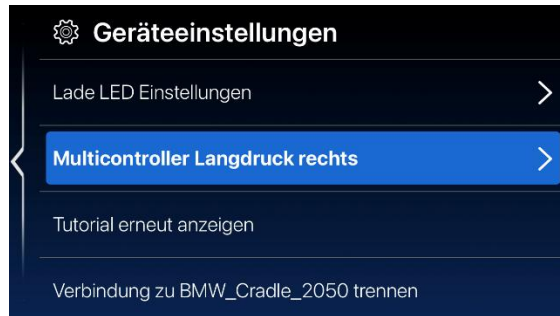 Geräteeinstellungen
Lade LED Einstellungen
Multicontroller Langdruck rechts
Tutorial erneut anzeigen
Verbindung zu BMW_Cradle_2050 trennen